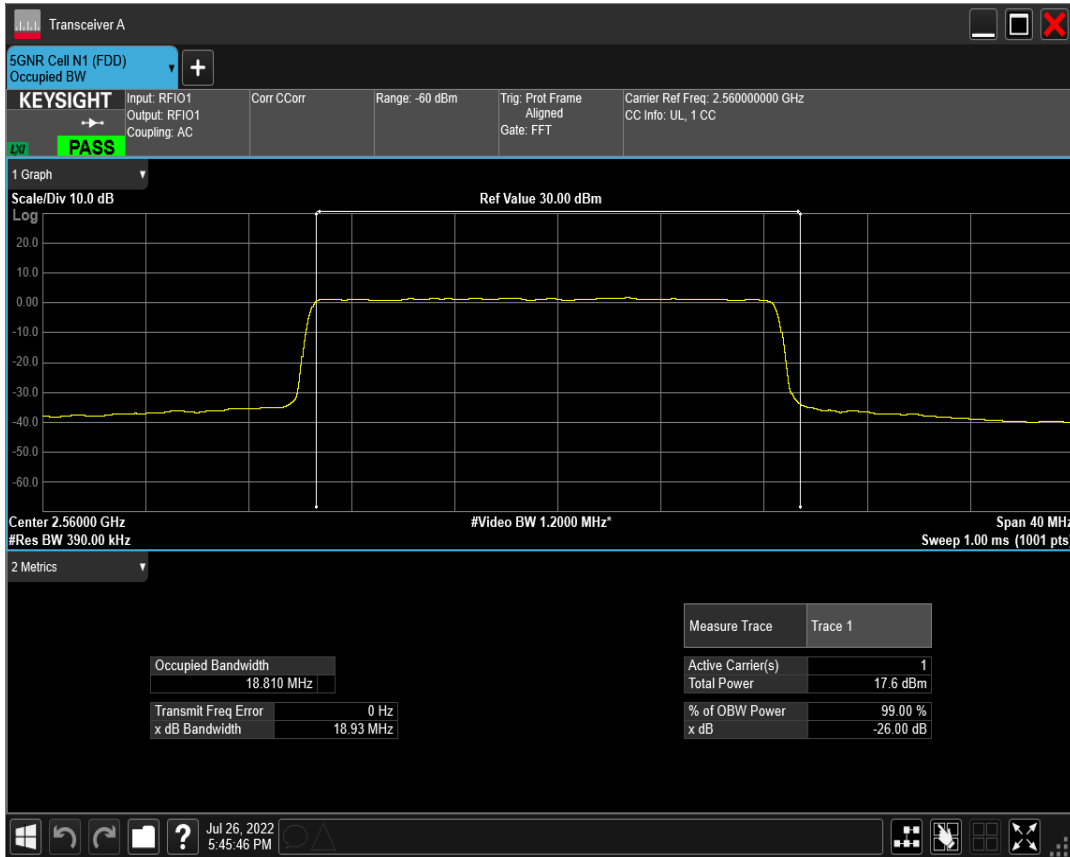 Transceiver A
5GNR Cell N1 (FDD)
Occupied BW
+
KEYSIGHT
LXI
PASS
Input: RFIO1
Output: RFIO1
Coupling: AC
Corr CCorr
Range: -60 dBm
Trig: Prot Frame
Aligned
Gate: FFT
Carrier Ref Freq: 2.560000000 GHz
CC Info: UL, 1 CC
1 Graph
Scale/Div 10.0 dB
Ref Value 30.00 dBm
Log
20.0
10.0
0.00
-10.0
-20.0
-30.0
-40.0
-50.0
-60.0
Center 2.56000 GHz
#Video BW 1.2000 MHz*
Span 40 MHz
#Res BW 390.00 kHz
Sweep 1.00 ms (1001 pts)
2 Metrics
Measure Trace Trace 1
Occupied Bandwidth
18.810 MHz
Active Carrier(s) 1
Total Power 17.6 dBm
Transmit Freq Error 0 Hz
x dB Bandwidth 18.93 MHz
% of OBW Power 99.00 %
x dB -26.00 dB
?
Jul 26, 2022
5:45:46 PM